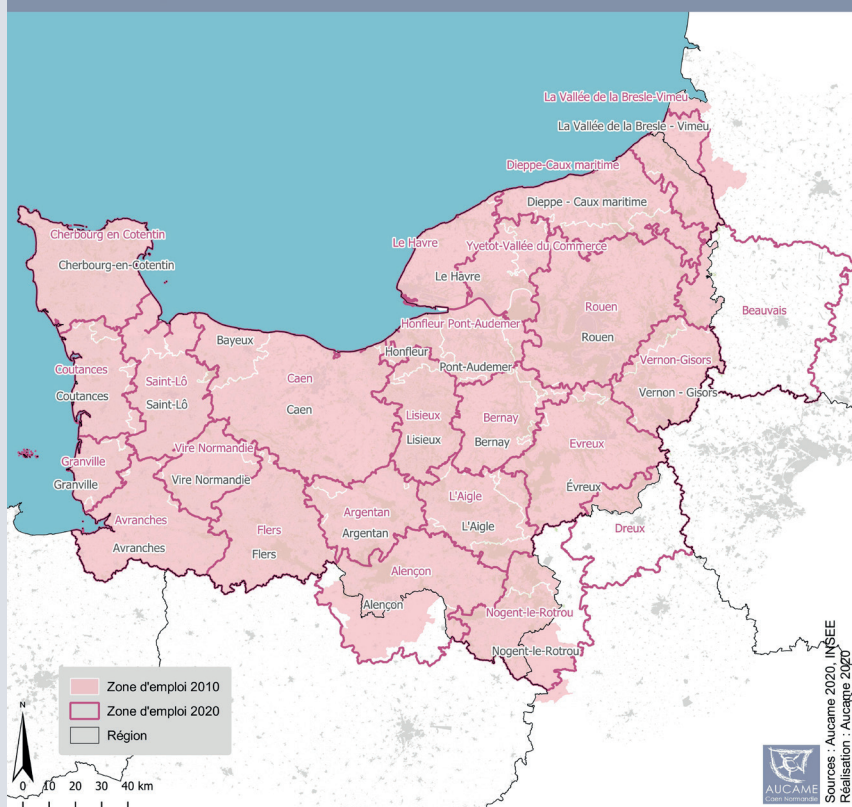 La Vallée de la Bresle-Vimeu
La Vallée de la Bresle - Vimeu
Dieppe-Caux maritime
Dieppe - Caux maritime
Cherbourg en Cotentin
Cherbourg-en-Cotentin
Le Havre
Le Havre
Yvetot-Vallée du Commerce
Rouen
Rouen
Beauvais
Honfleur Pont-Audemer
Honfleur
Pont-Audemer
Bayeux
Vernon-Gisors
Vernon - Gisors
Coutances
Coutances
Saint-Lô
Saint-Lô
Caen
Caen
Lisieux
Lisieux
Bernay
Bernay
Evreux
Évreux
Granville
Granville
Vire Normandie
Vire Normandie
Avranches
Avranches
Flers
Flers
Argentan
Argentan
L'Aigle
L'Aigle
Dreux
Alençon
Alençon
Nogent-le-Rotrou
Nogent-le-Rotrou
Zone d'emploi 2010
Zone d'emploi 2020
Région
N
0 10 20 30 40 km
AUCAME
Caen Normandie
Sources : Aucame 2020, INSEE
Réalisation : Aucame 2020